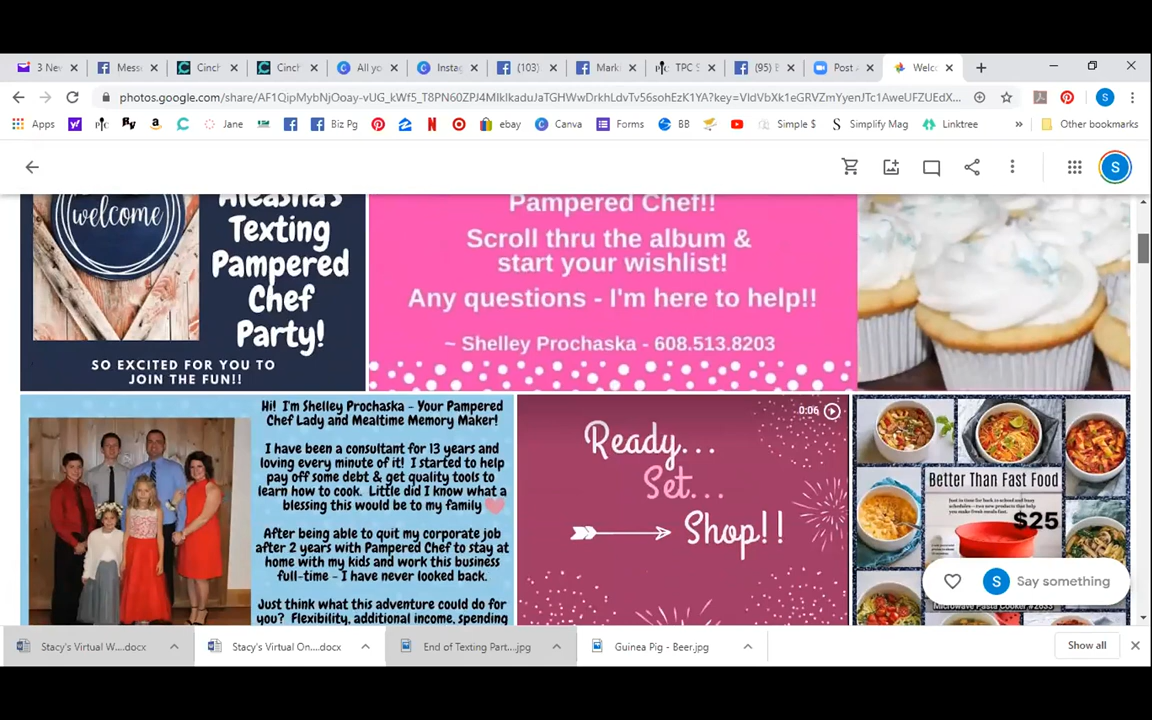 3 Ne
Mess
Cinch
Cinch
All yo
Instag
(103)
Mark
TPC S
(95) B
Post A
Welc
photos.google.com/share/AF1QipMybNjOoay-vUG_kWf5_T8PN60ZPJ4MIkIkaduJaTGHWwDrkhLdvTv56sohEzK1YA?key=VldVbXk1eGRVZmYyenJTc1AweUFZUEdX...
Apps
Jane
Biz Pg
ebay
Canva
Forms
BB
Simple $
Simplify Mag
Linktree
»
Other bookmarks
S
welcome
Aleasha's
Texting
Pampered
Chef
Party!
SO EXCITED FOR YOU TO
JOIN THE FUN!!
Pampered Chef!!
Scroll thru the album &
start your wishlist!
Any questions - I'm here to help!!
~ Shelley Prochaska - 608.513.8203
Hi! I'm Shelley Prochaska - Your Pampered
Chef Lady and Mealtime Memory Maker!
I have been a consultant for 13 years and
loving every minute of it! I started to help
pay off some debt & get quality tools to
learn how to cook. Little did I know what a
blessing this would be to my family
After being able to quit my corporate job
after 2 years with Pampered Chef to stay at
home with my kids and work this business
full-time - I have never looked back.
Just think what this adventure could do for
you? Flexibility, additional income, spending
0:06
Ready...
Set...
Shop!!
Better Than Fast Food
$25
S Say something
Stacy's Virtual W....docx
Stacy's Virtual On....docx
End of Texting Part....jpg
Guinea Pig - Beer.jpg
Show all